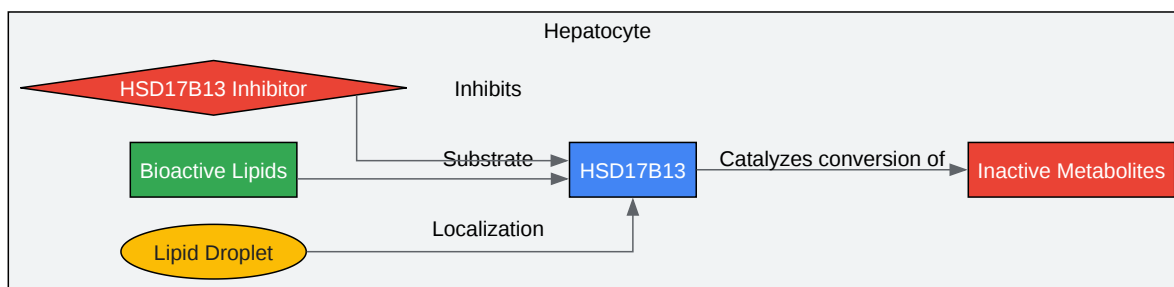 Hepatocyte
HSD17B13 Inhibitor
Inhibits
Bioactive Lipids
Substrate
HSD17B13
Catalyzes conversion of
Inactive Metabolites
Localization
Lipid Droplet